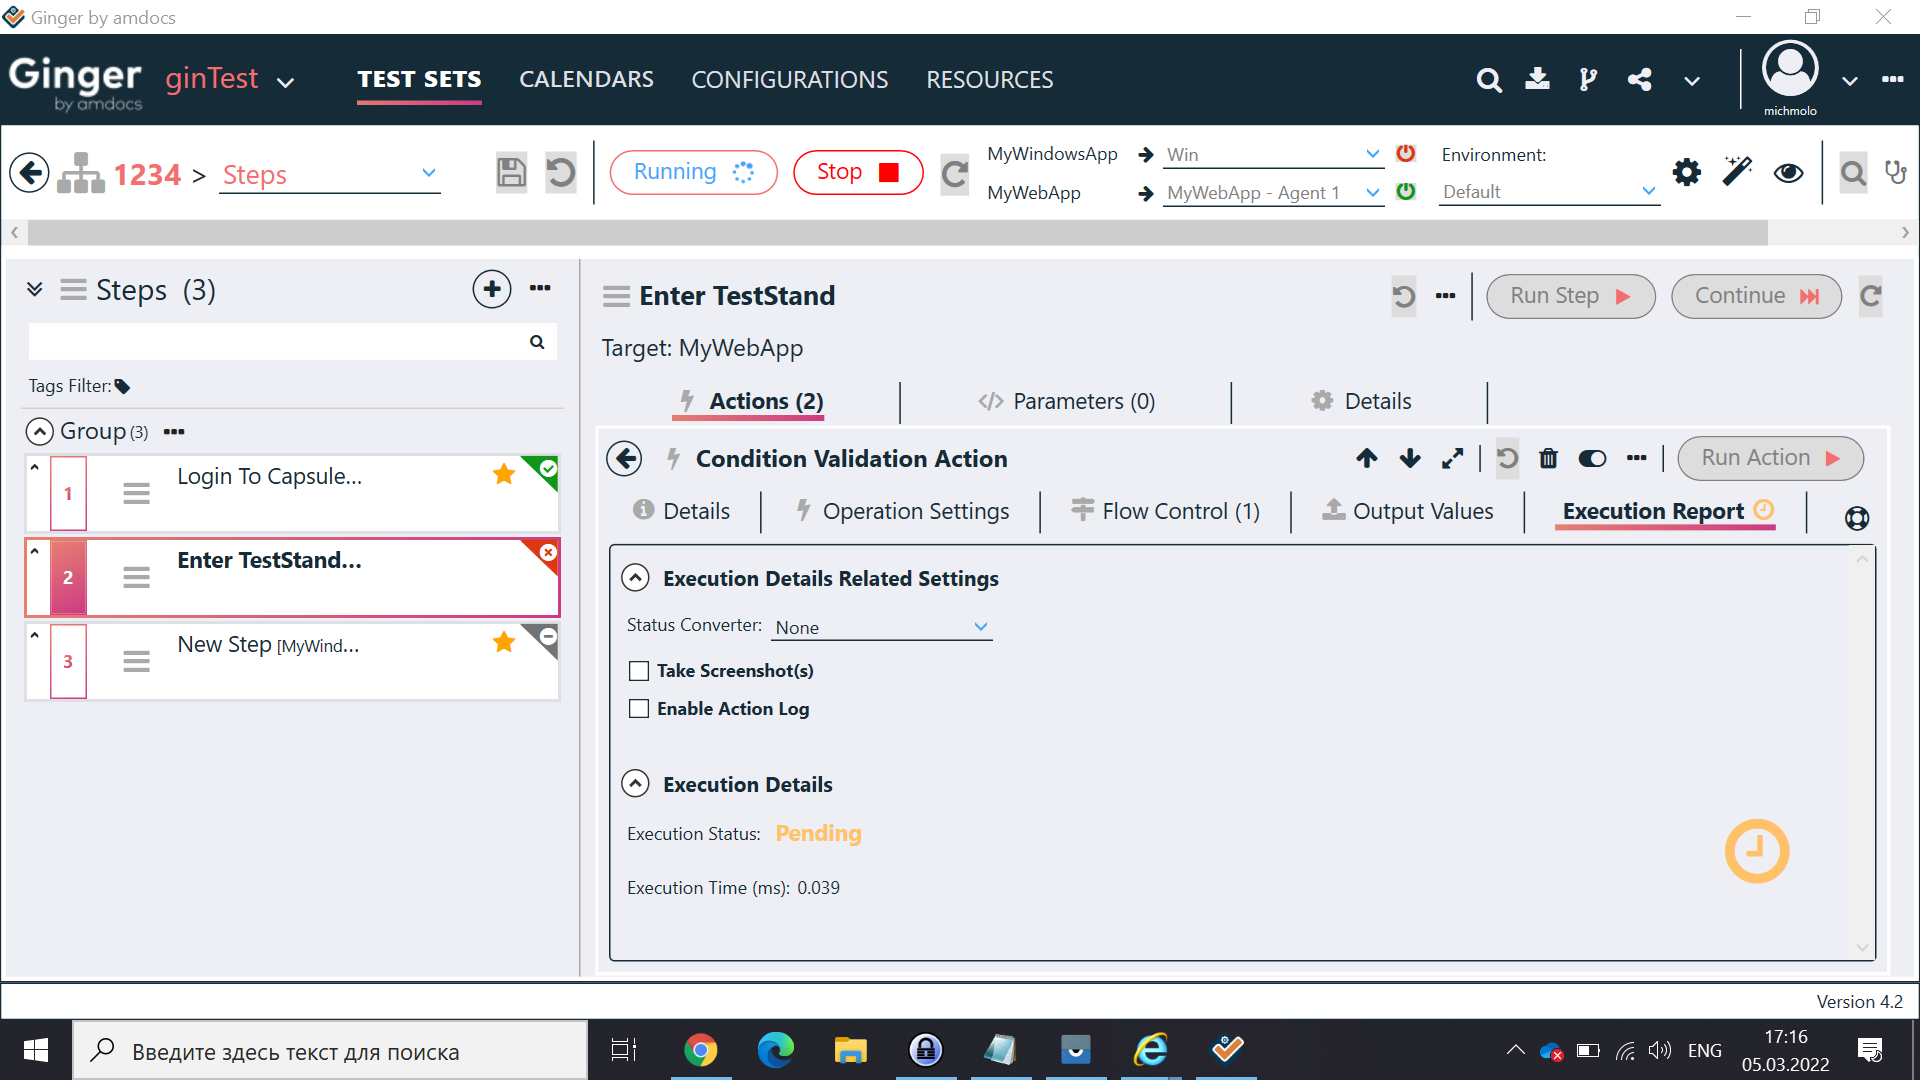 Ginger by amdocs
Ginger
by amdocs
ginTest
TEST SETS
CALENDARS
CONFIGURATIONS
RESOURCES
michmolo
1234 >
Steps
Running
Stop
MyWindowsApp
Win
MyWebApp
MyWebApp - Agent 1
Environment:
Default
Steps (3)
Tags Filter:
Group (3)
1
Login To Capsule...
2
Enter TestStand...
3
New Step [MyWind...
Enter TestStand
Run Step
Continue
Target: MyWebApp
Actions (2)
Parameters (0)
Details
Condition Validation Action
Run Action
Details
Operation Settings
Flow Control (1)
Output Values
Execution Report
Execution Details Related Settings
Status Converter:
None
Take Screenshot(s)
Enable Action Log
Execution Details
Execution Status:
Pending
Execution Time (ms): 0.039
Version 4.2
Введите здесь текст для поиска
ENG
17:16
05.03.2022